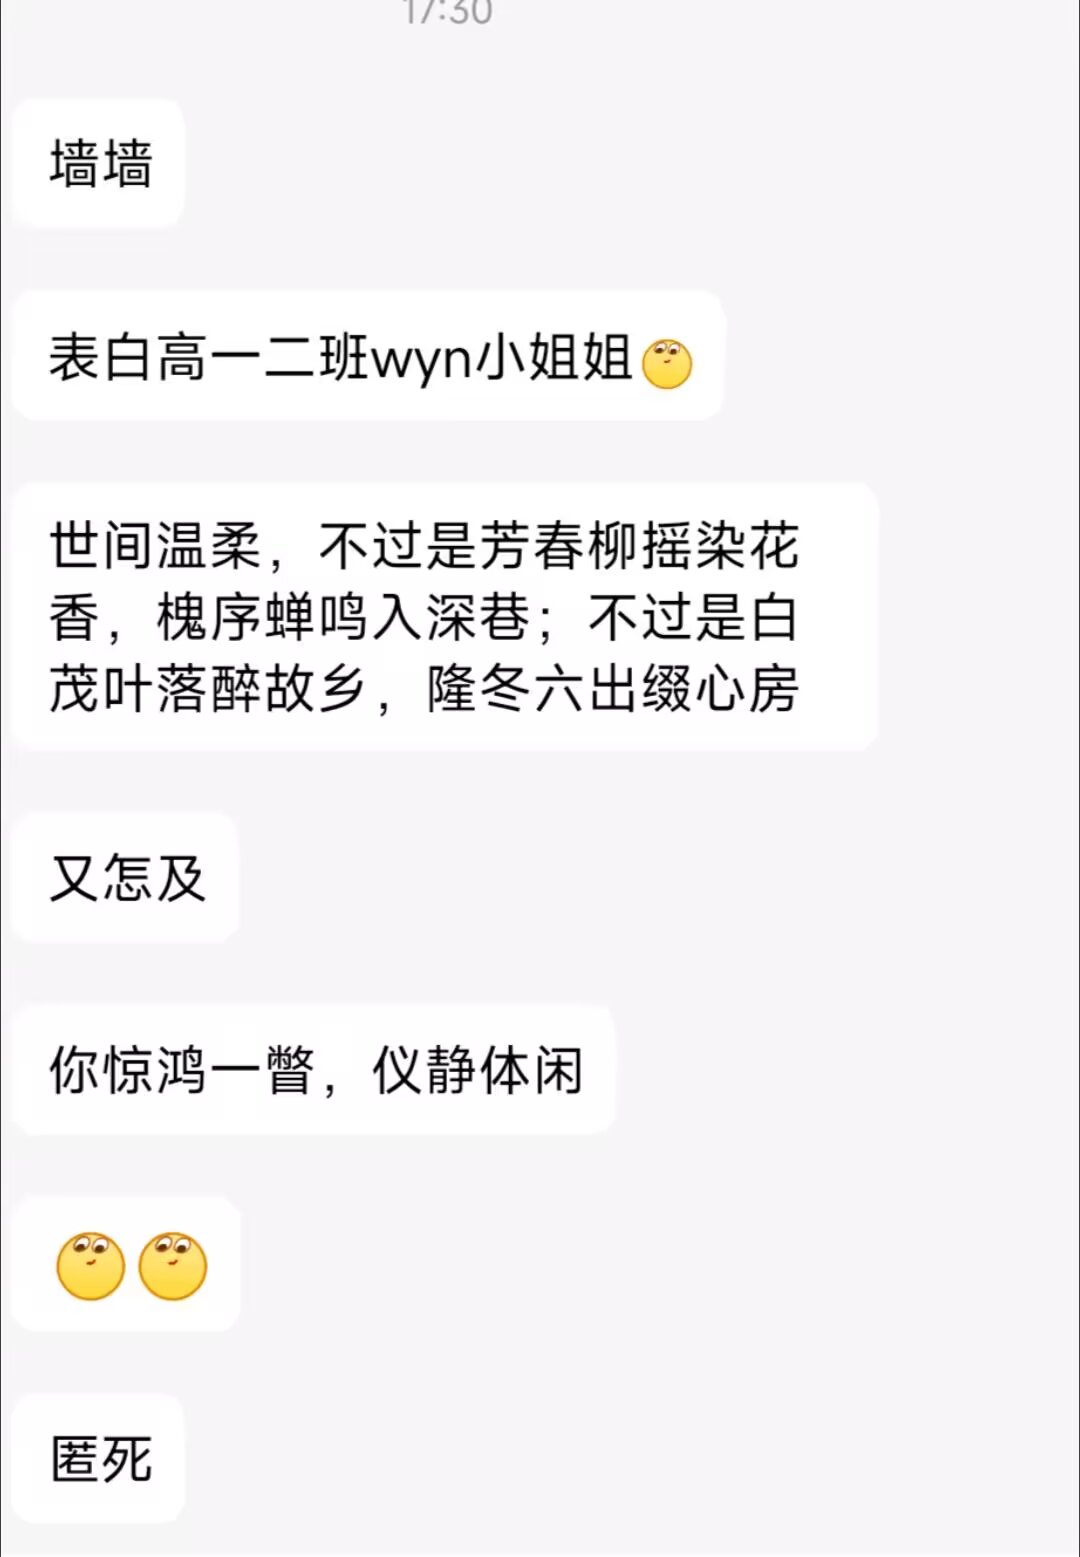 17:30
墙墙
表白高一二班wyn小姐姐
世间温柔，不过是芳春柳摇染花
香，槐序蝉鸣入深巷；不过是白
茂叶落醉故乡，隆冬六出缀心房
又怎及
你惊鸿一瞥，仪静体闲
匿死